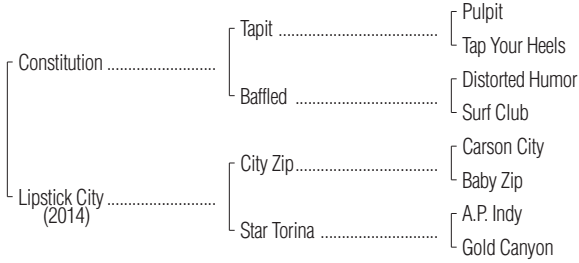 Pulpit
Tapit ........................................
Tap Your Heels
Constitution ...........................
Distorted Humor
Baffled ....................................
Surf Club
Carson City
City Zip....................................
Baby Zip
Lipstick City ...........................
(2014)
A.P. Indy
Star Torina .............................
Gold Canyon